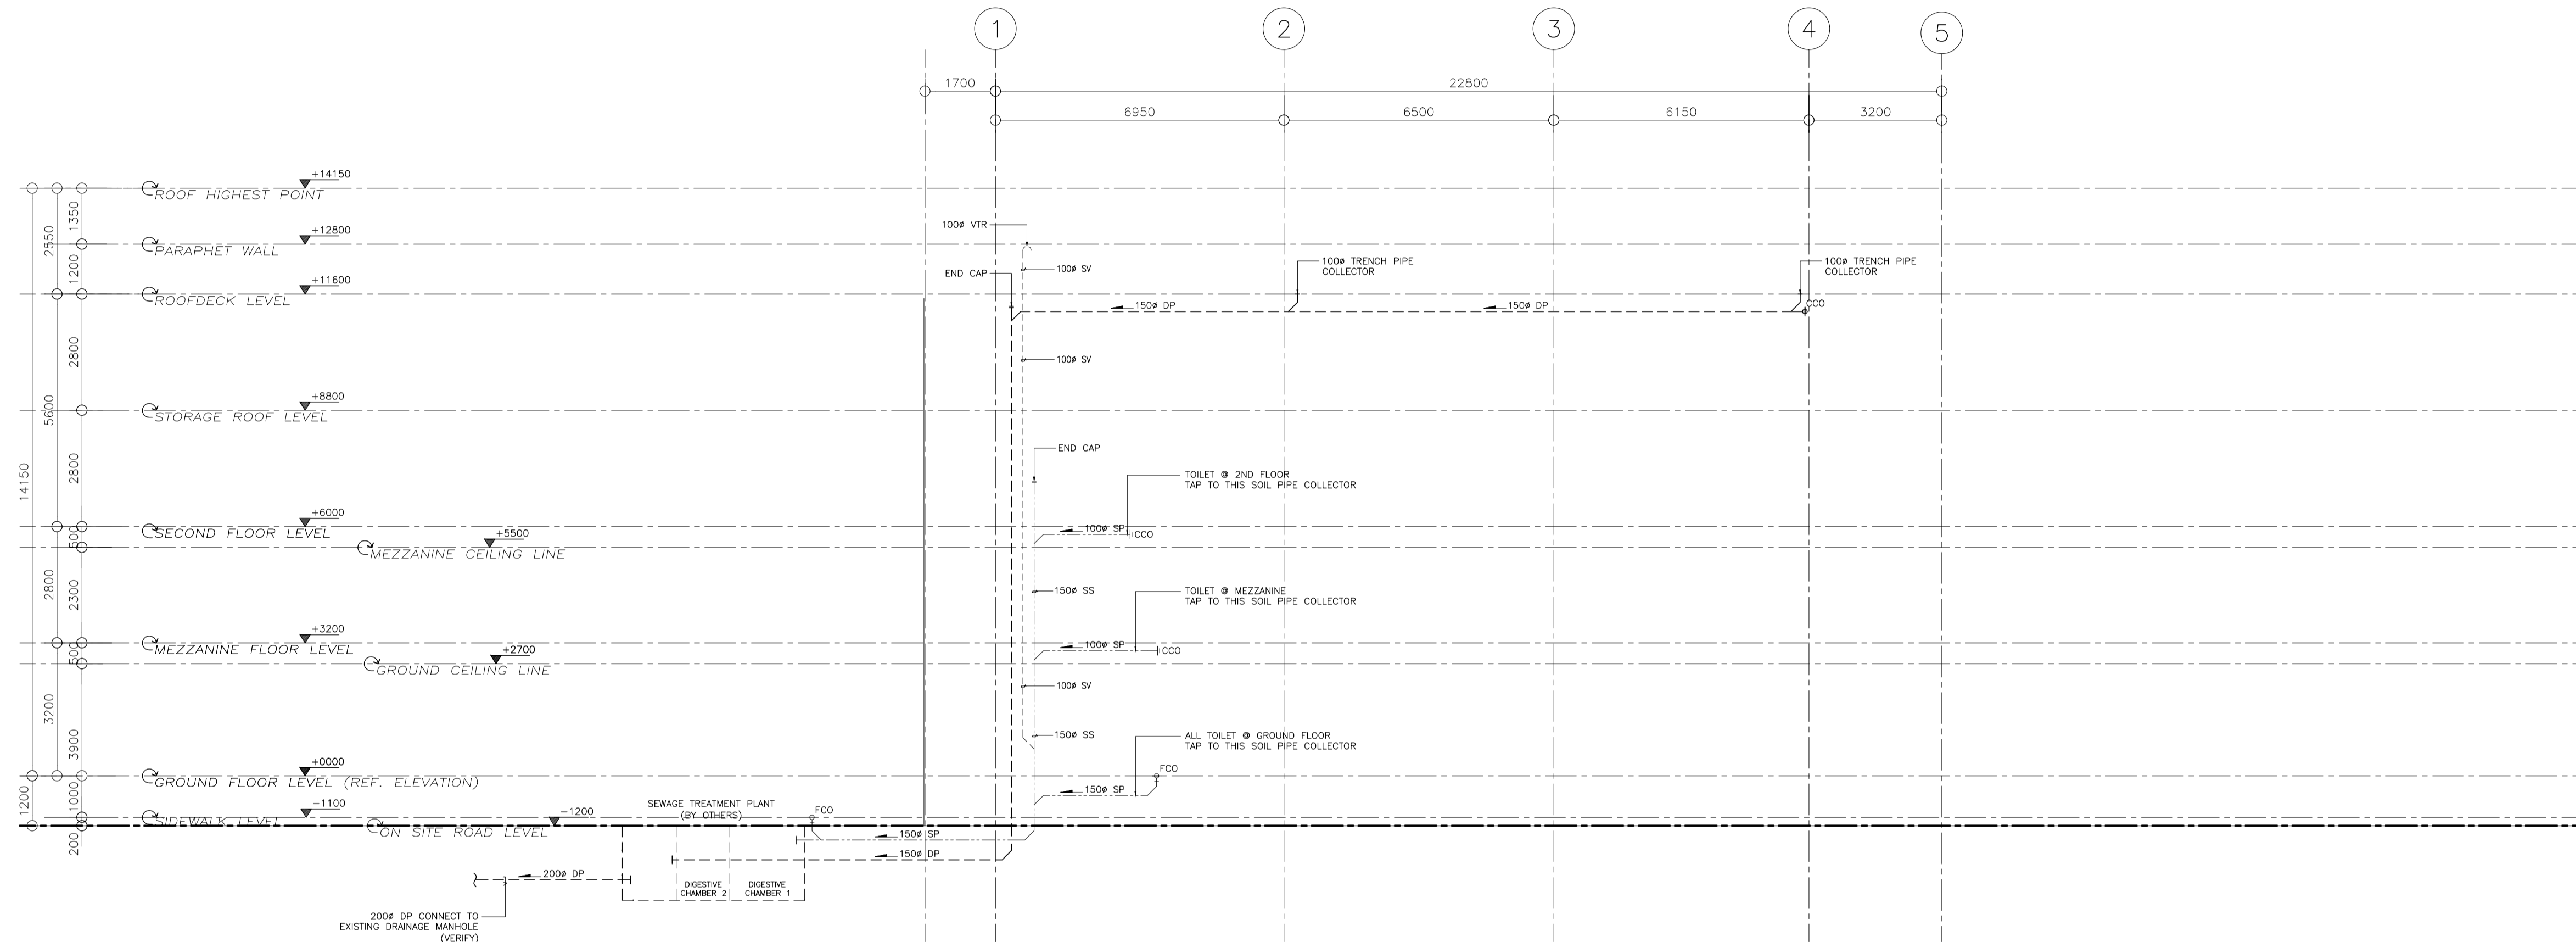 1
2
3
4
5
1700
22800
6950
6500
6150
3200
+14150
ROOF HIGHEST POINT
1350
2550
100ø VTR
+12800
PARAPHET WALL
1200
100ø SV
END CAP
100ø TRENCH PIPE
COLLECTOR
100ø TRENCH PIPE
COLLECTOR
+11600
ROOFDECK LEVEL
150ø DP
150ø DP
CCO
2800
100ø SV
5600
+8800
STORAGE ROOF LEVEL
END CAP
2800
14150
TOILET @ 2ND FLOOR
TAP TO THIS SOIL PIPE COLLECTOR
+6000
SECOND FLOOR LEVEL
500
100ø SP
CCO
+5500
MEZZANINE CEILING LINE
2800
2300
150ø SS
TOILET @ MEZZANINE
TAP TO THIS SOIL PIPE COLLECTOR
+3200
MEZZANINE FLOOR LEVEL
500
100ø SP
CCO
+2700
GROUND CEILING LINE
100ø SV
3200
3900
150ø SS
ALL TOILET @ GROUND FLOOR
TAP TO THIS SOIL PIPE COLLECTOR
+0000
GROUND FLOOR LEVEL (REF. ELEVATION)
FCO
150ø SP
1200
1000
-1100
SIDEWALK LEVEL
-1200
ON SITE ROAD LEVEL
SEWAGE TREATMENT PLANT
(BY OTHERS)
FCO
200
150ø SP
150ø DP
200ø DP
DIGESTIVE
CHAMBER 2
DIGESTIVE
CHAMBER 1
200ø DP CONNECT TO
EXISTING DRAINAGE MANHOLE
(VERIFY)